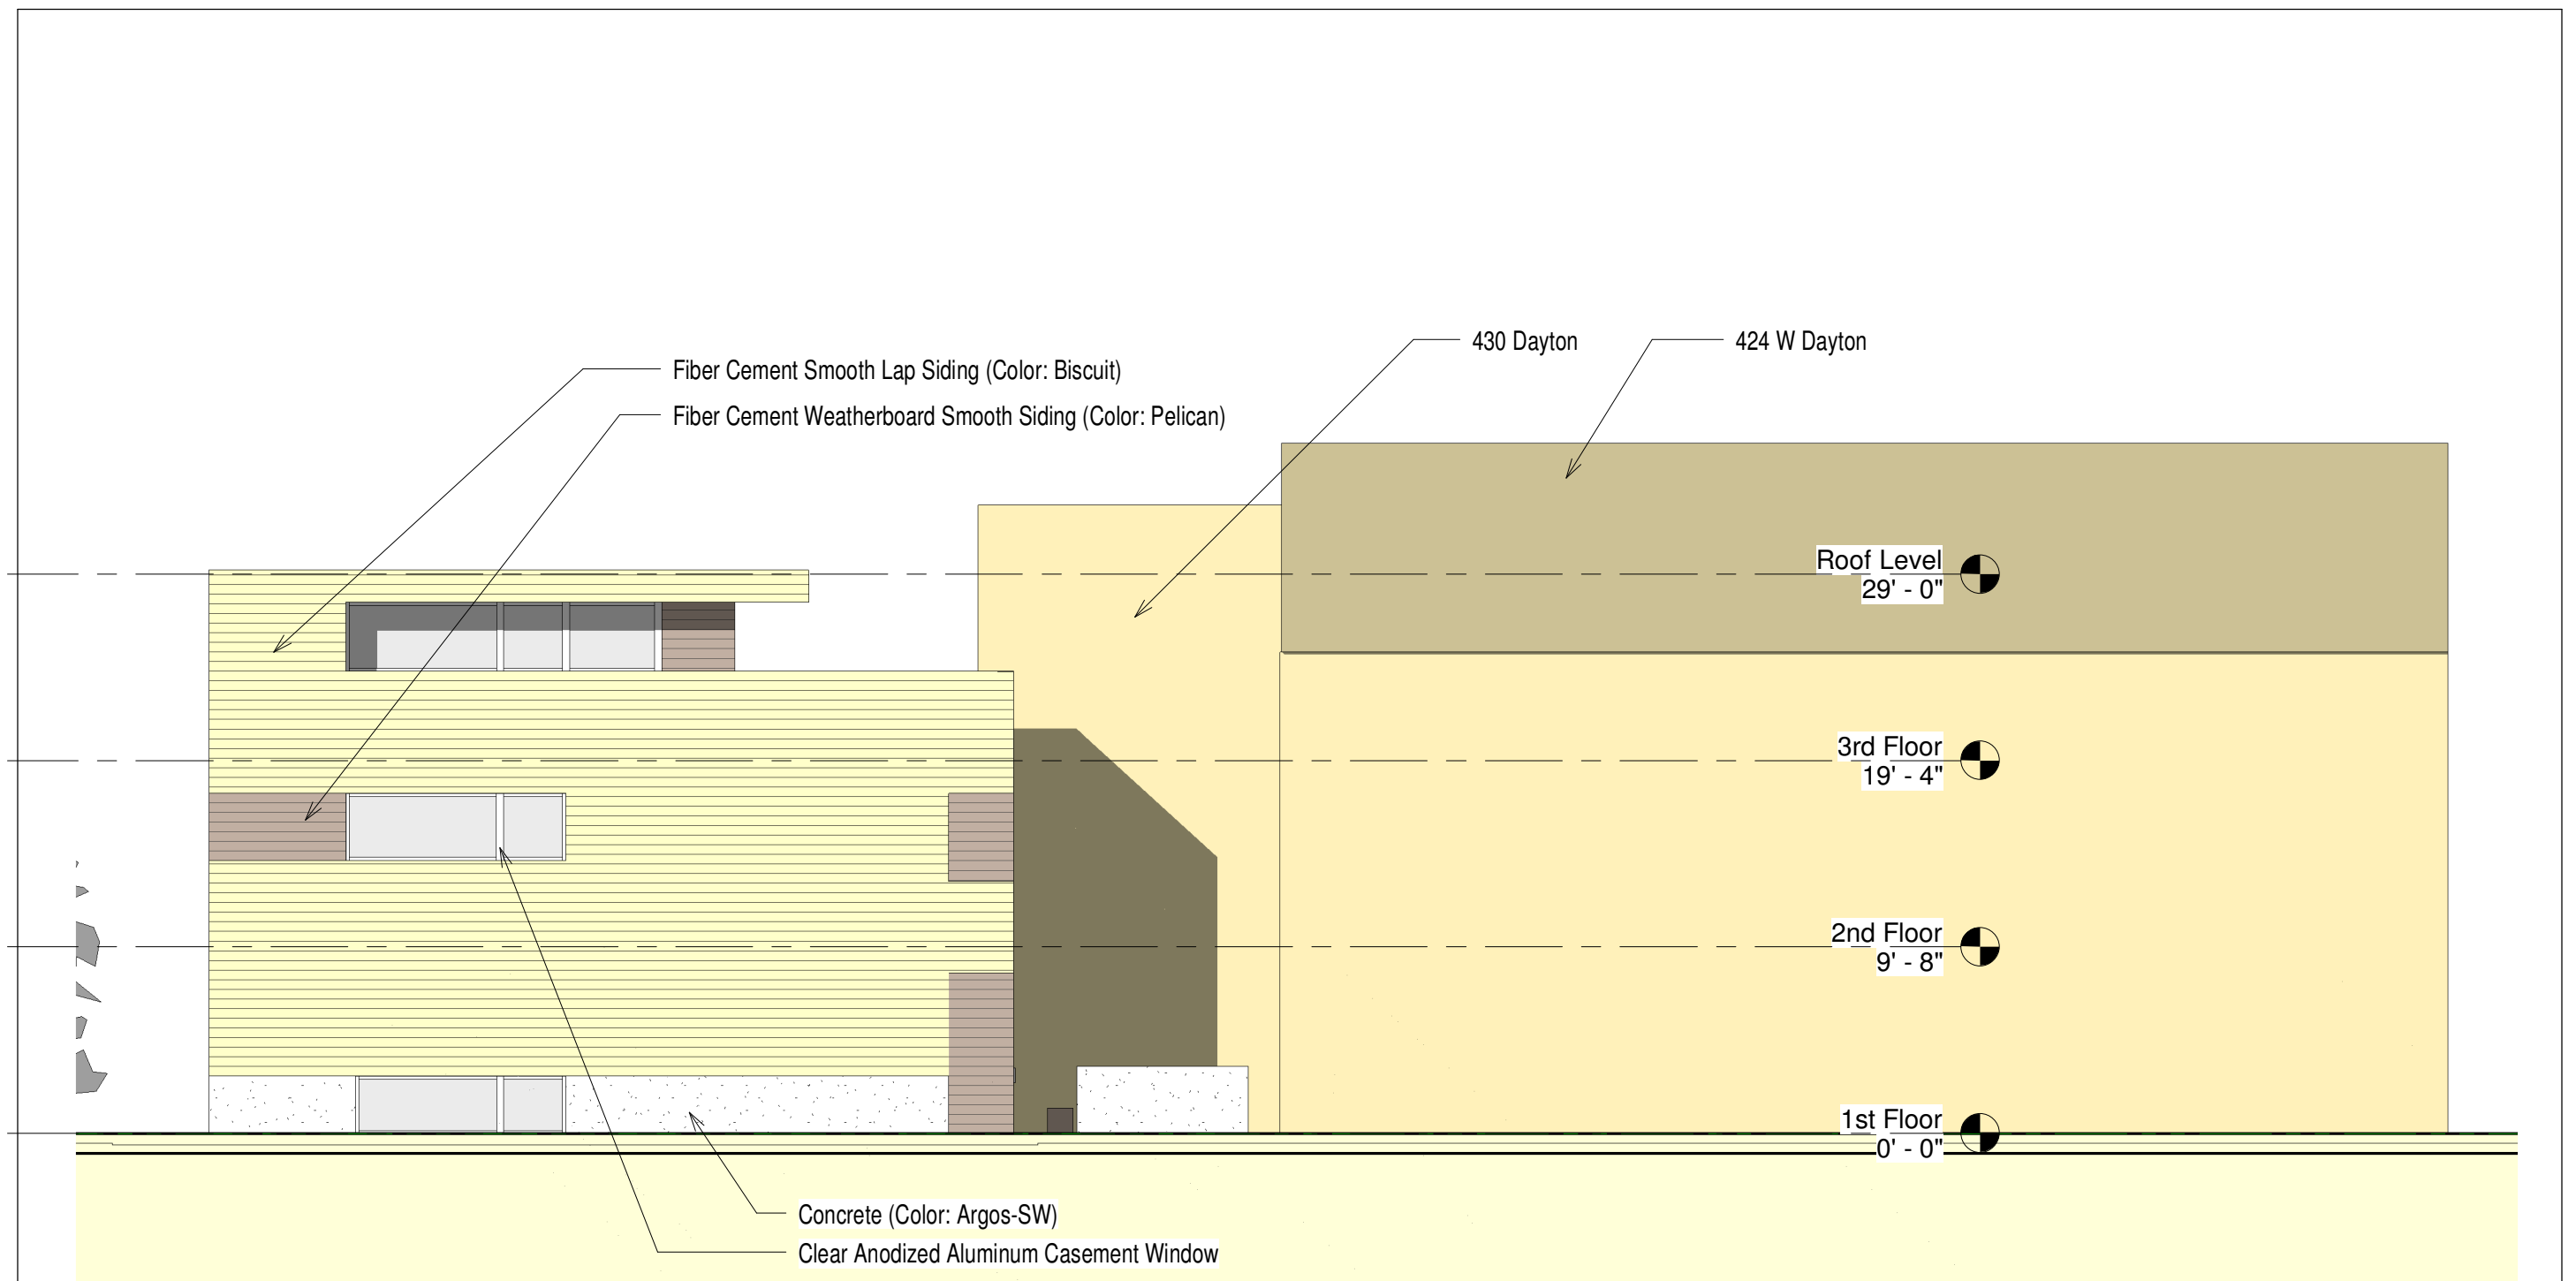 430 Dayton
424 W Dayton
Fiber Cement Smooth Lap Siding (Color: Biscuit)
Fiber Cement Weatherboard Smooth Siding (Color: Pelican)
Roof Level
29' - 0"
3rd Floor
19' - 4"
2nd Floor
9' - 8"
1st Floor
0' - 0"
Concrete (Color: Argos-SW)
Clear Anodized Aluminum Casement Window